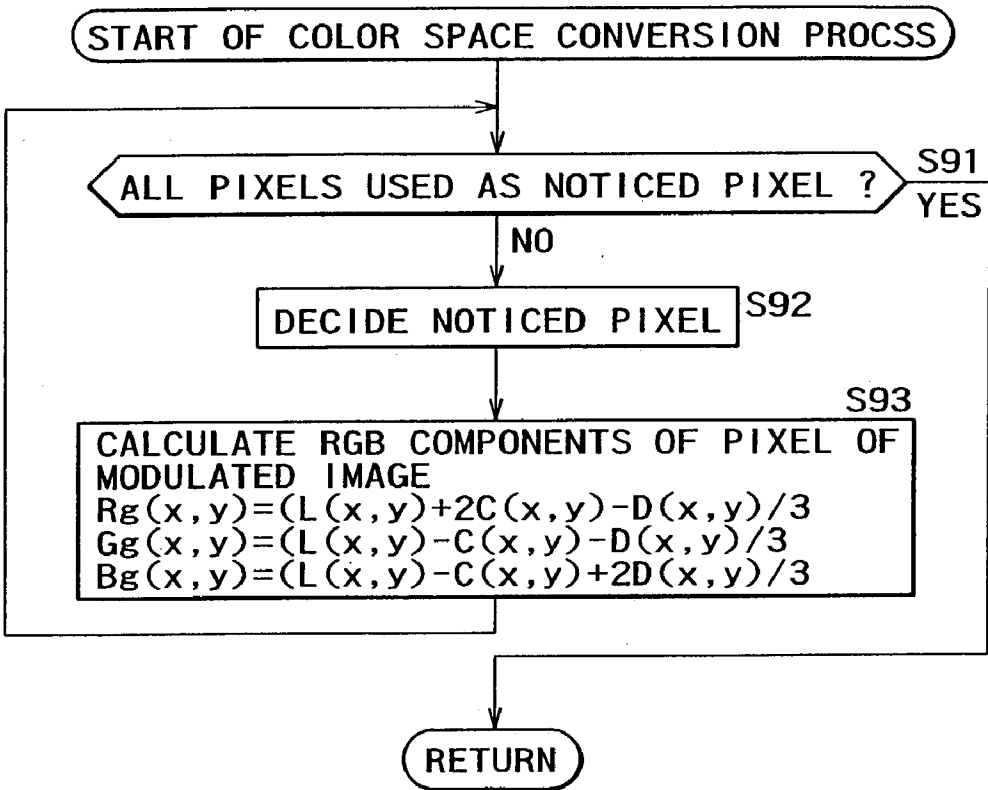 START OF COLOR SPACE CONVERSION PROCSS
ALL PIXELS USED AS NOTICED PIXEL ?
S91
YES
NO
DECIDE NOTICED PIXEL
S92
S93
CALCULATE RGB COMPONENTS OF PIXEL OF
MODULATED IMAGE
Rg(x,y)=(L(x,y)+2C(x,y)-D(x,y)/3
Gg(x,y)=(L(x,y)-C(x,y)-D(x,y)/3
Bg(x,y)=(L(x,y)-C(x,y)+2D(x,y)/3
RETURN